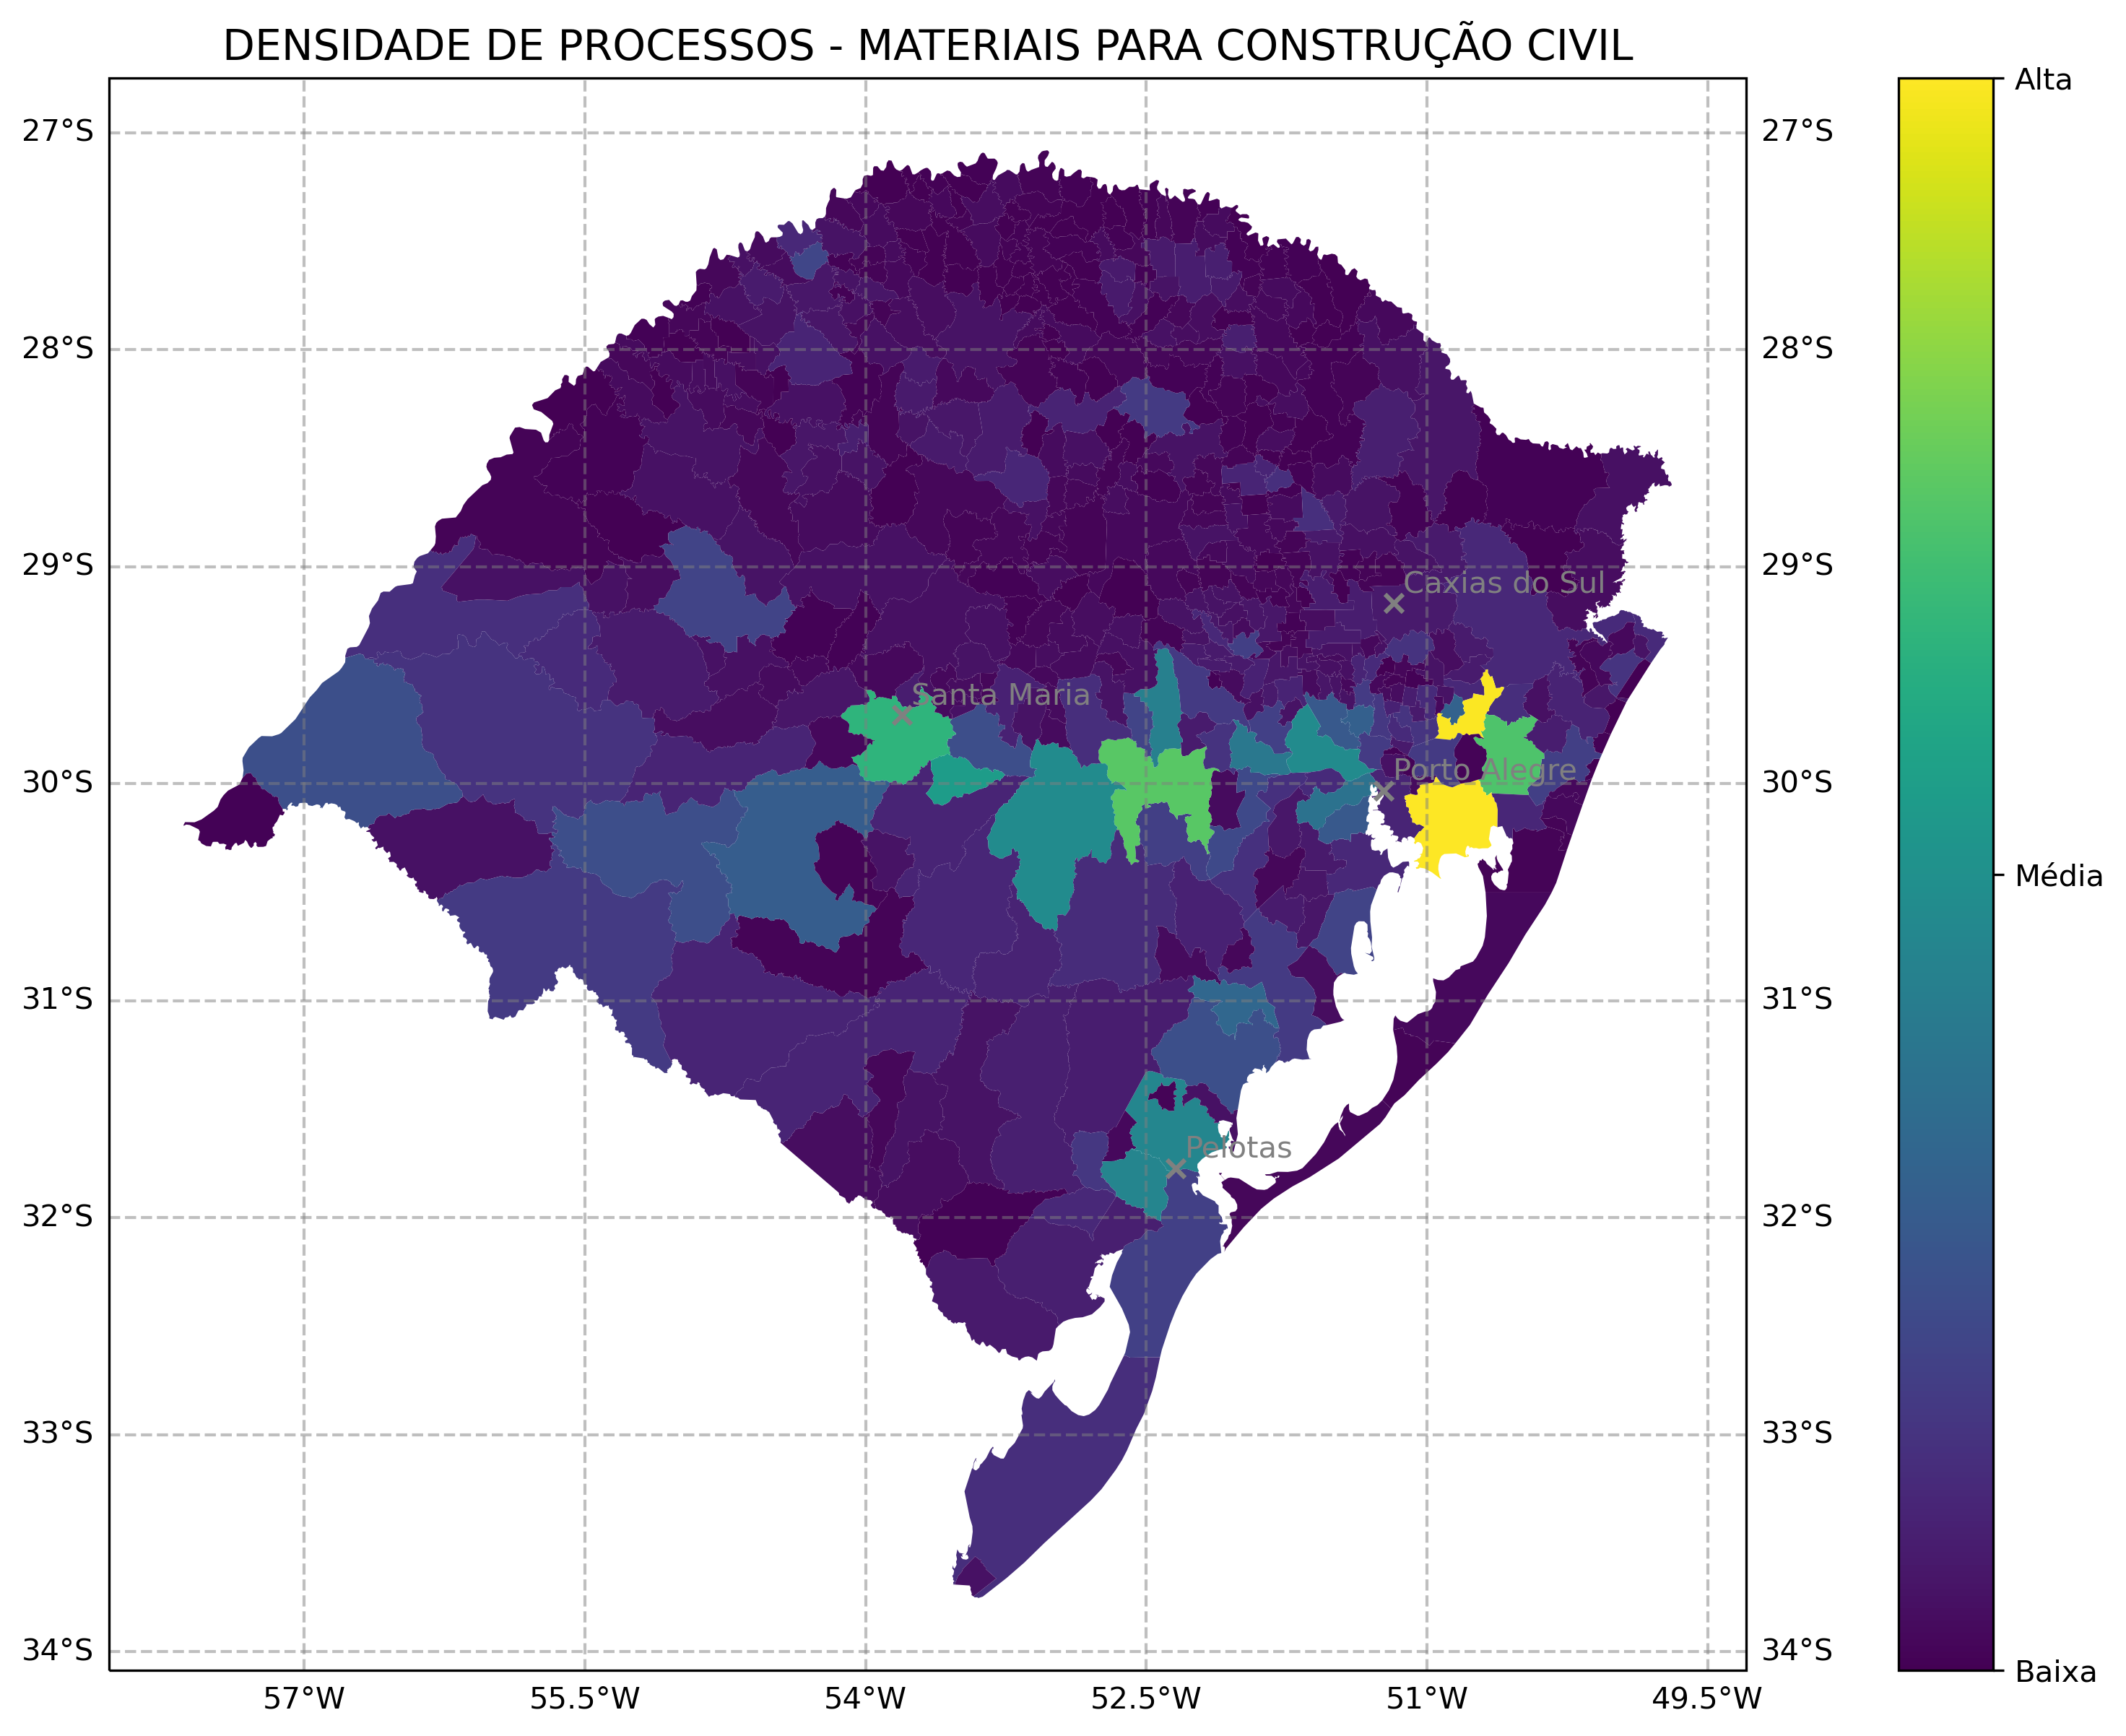 DENSIDADE DE PROCESSOS - MATERIAIS PARA CONSTRUÇÃO CIVIL
Alta
27°S 27°S
28°S 28°S
29°S 29°S
Caxias do Sul
Santa Maria
30°S 30°S
Porto Alegre
Média
31°S 31°S
Pelotas
32°S 32°S
33°S 33°S
34°S 34°S
Baixa
57°W 55.5°W 54°W 52.5°W 51°W 49.5°W